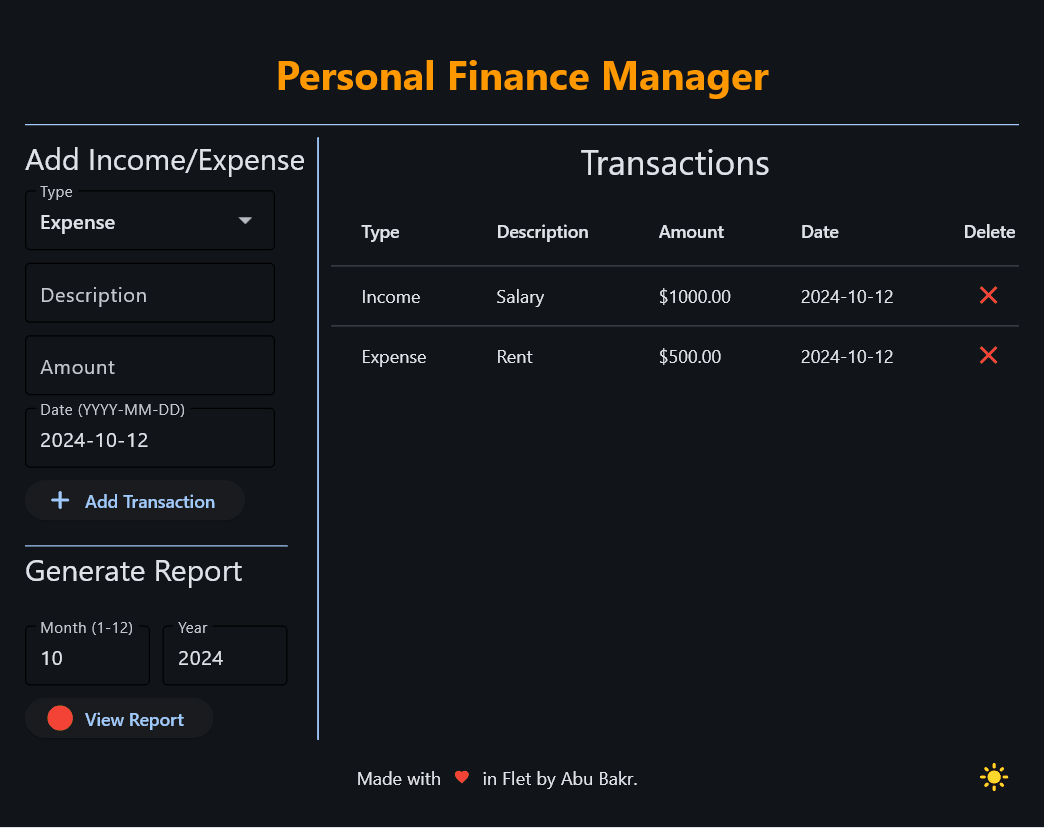 Personal Finance Manager
Add Income/Expense
Type
Expense
Description
Amount
Date (YYYY-MM-DD)
2024-10-12
Add Transaction
Generate Report
Month (1-12)
10
Year
2024
View Report
Transactions
Type Description Amount Date Delete
Income Salary $1000.00 2024-10-12
Expense Rent $500.00 2024-10-12
Made with ❤ in Flet by Abu Bakr.